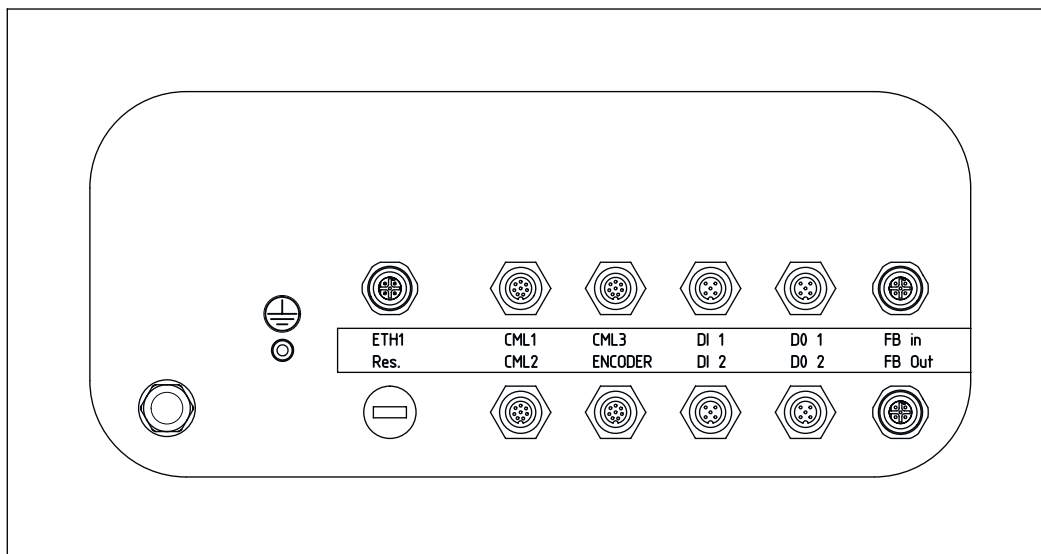 ETH1 CML1 CML3 DI 1 D0 1 FB in
Res. CML2 ENCODER DI 2 D0 2 FB Out